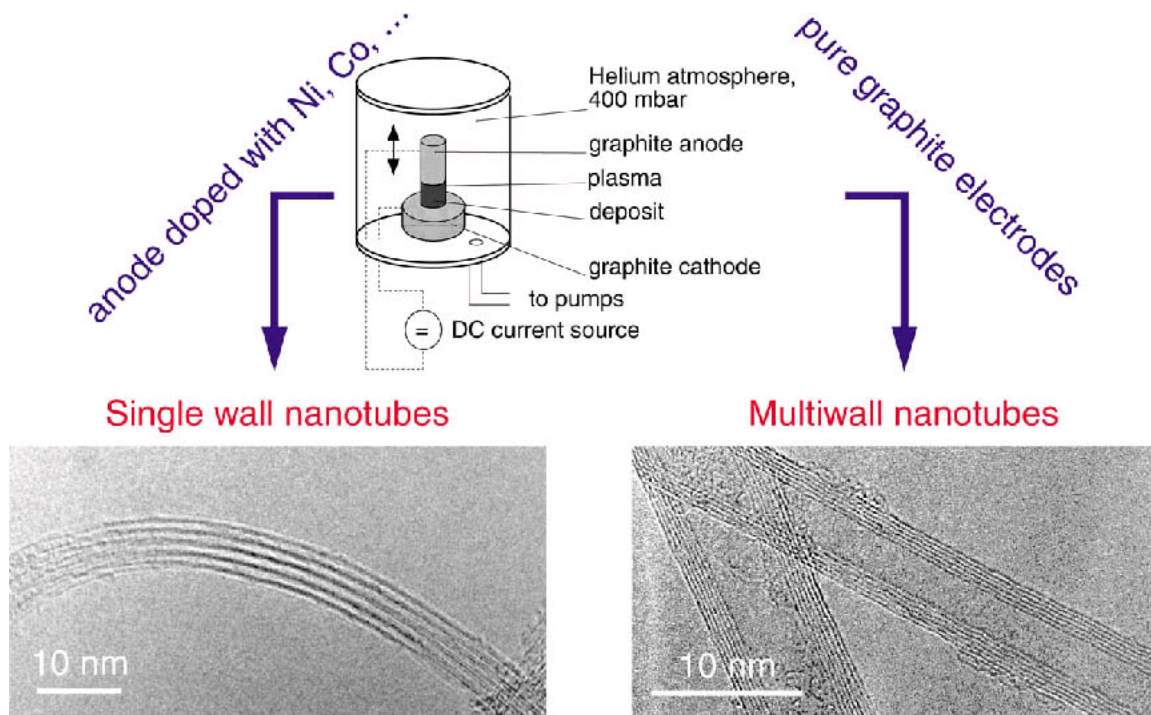 anode doped with Ni, Co, ...
pure graphite electrodes
Helium atmosphere,
400 mbar
graphite anode
plasma
deposit
graphite cathode
to pumps
= DC current source
Single wall nanotubes
Multiwall nanotubes
10 nm
10 nm